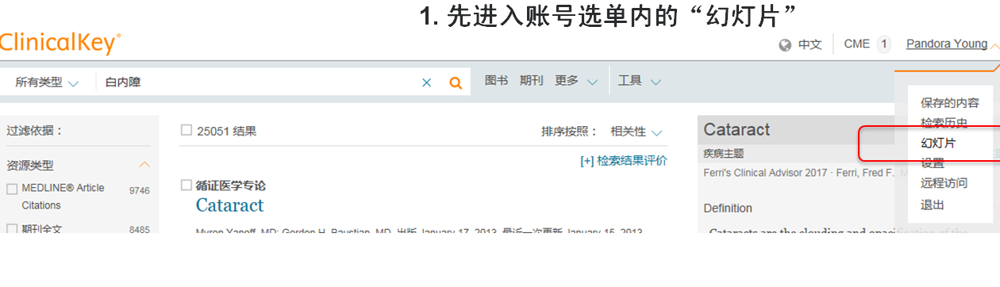 1. 先进入账号选单内的“幻灯片”
ClinicalKey®
中文
CME 1
Pandora Young
所有类型
白内障
图书 期刊 更多
工具
保存的内容
检索历史
幻灯片
设置
远程访问
退出
过滤依据：
资源类型
MEDLINE® Article
Citations
9746
期刊全文
8485
25051 结果
排序按照： 相关性
[+] 检索结果评价
循证医学专论
Cataract
Myron Yanoff, MD; Gordon H. Baustian, MD. 出版 January 17, 2013. 最近一次更新 January 15, 2013.
Cataract
疾病主题
Ferri's Clinical Advisor 2017 · Ferri, Fred F.,
Definition
Cataracts are the clouding and opacification of the